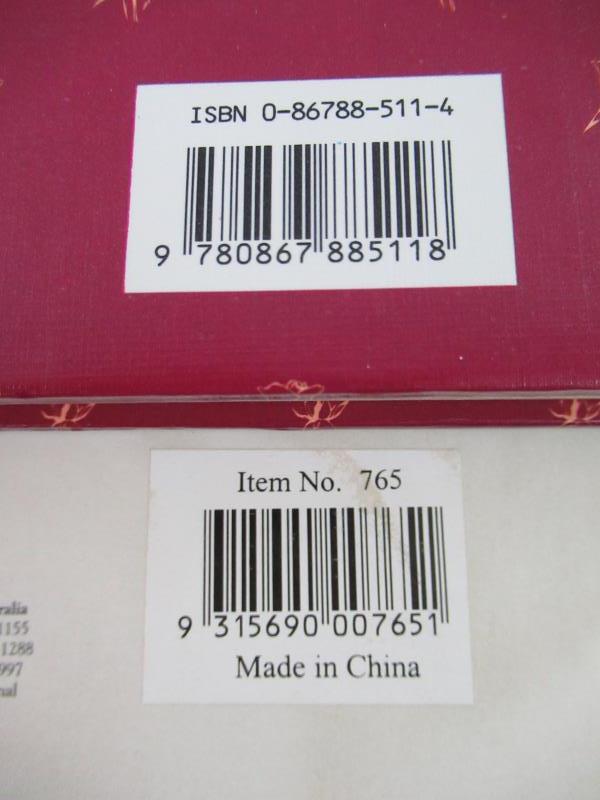 ISBN 0-86788-511-4
9 780867 885118
Item No. 765
9 315690 007651
Made in China
1155
1288